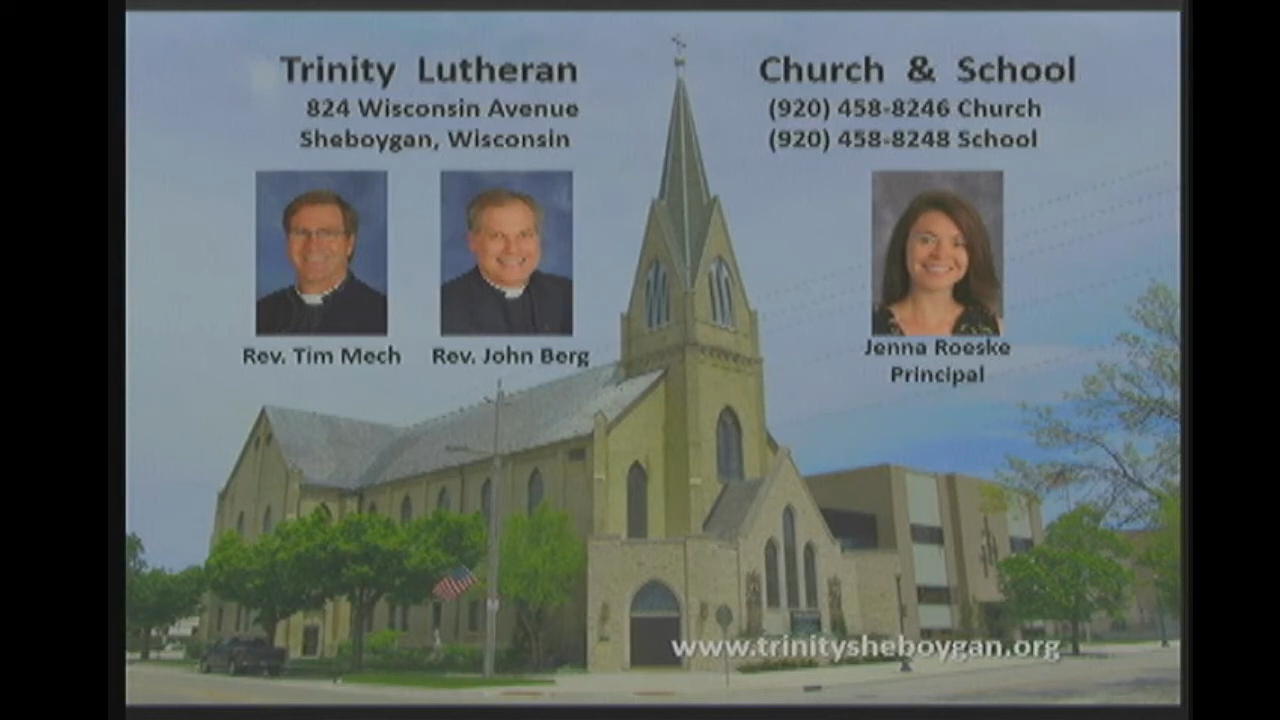 Trinity Lutheran Church & School
824 Wisconsin Avenue
Sheboygan, Wisconsin
(920) 458-8246 Church
(920) 458-8248 School
Rev. Tim Mech
Rev. John Berg
Jenna Roeske
Principal
www.trinitysheboygan.org